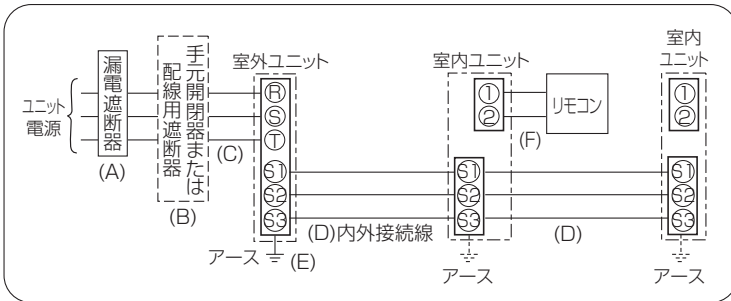 ユニット
電源
漏電遮断器
(A)
手元開閉器または
配線用遮断器
(B)
(C)
室外ユニット
R
S
T
S1
S2
S3
アース
(E)
(D)内外接続線
室内ユニット
1
2
(F)
リモコン
S1
S2
S3
アース
(D)
室内
ユニット
1
2
S1
S2
S3
アース